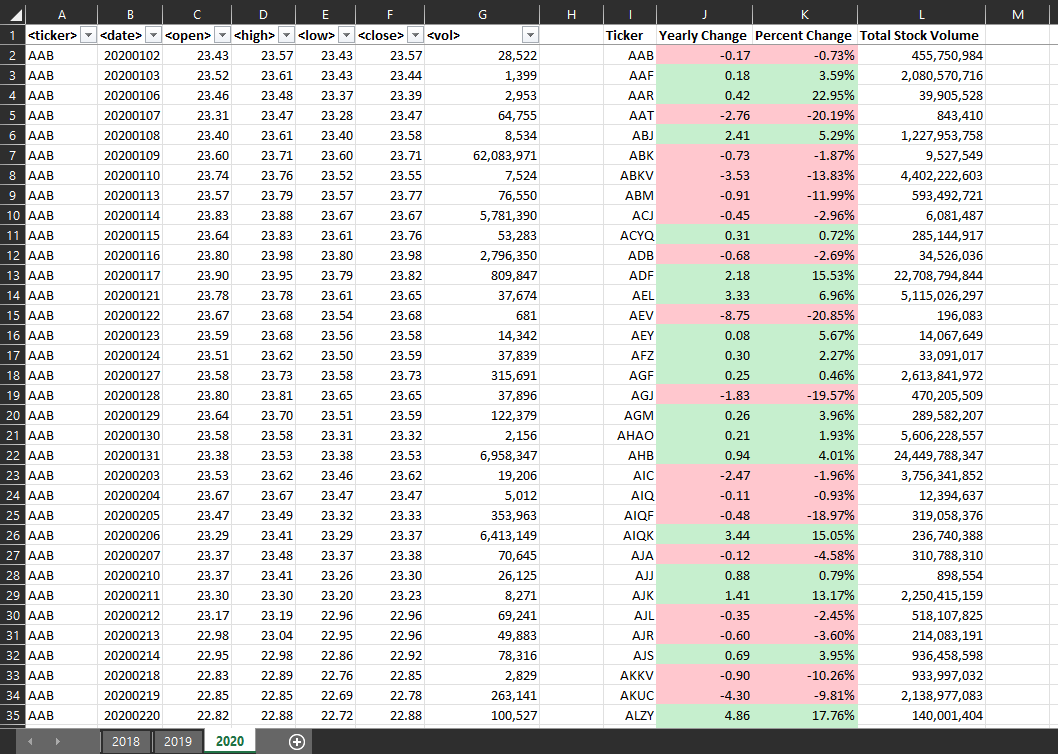 A B C D E F G H I J K L M
1 <ticker> <date> <open> <high> <low> <close> <vol> Ticker Yearly Change Percent Change Total Stock Volume
2 AAB 20200102 23.43 23.57 23.43 23.57 28,522 AAB -0.17 -0.73% 455,750,984
3 AAB 20200103 23.52 23.61 23.43 23.44 1,399 AAF 0.18 3.59% 2,080,570,716
4 AAB 20200106 23.46 23.48 23.37 23.39 2,953 AAR 0.42 22.95% 39,905,528
5 AAB 20200107 23.31 23.47 23.28 23.47 64,755 AAT -2.76 -20.19% 843,410
6 AAB 20200108 23.40 23.61 23.40 23.58 8,534 ABJ 2.41 5.29% 1,227,953,758
7 AAB 20200109 23.60 23.71 23.60 23.71 62,083,971 ABK -0.73 -1.87% 9,527,549
8 AAB 20200110 23.74 23.76 23.52 23.55 7,524 ABKV -3.53 -13.83% 4,402,222,603
9 AAB 20200113 23.57 23.79 23.57 23.77 76,550 ABM -0.91 -11.99% 593,492,721
10 AAB 20200114 23.83 23.88 23.67 23.67 5,781,390 ACJ -0.45 -2.96% 6,081,487
11 AAB 20200115 23.64 23.83 23.61 23.76 53,283 ACYQ 0.31 0.72% 285,144,917
12 AAB 20200116 23.80 23.98 23.80 23.98 2,796,350 ADB -0.68 -2.69% 34,526,036
13 AAB 20200117 23.90 23.95 23.79 23.82 809,847 ADF 2.18 15.53% 22,708,794,844
14 AAB 20200121 23.78 23.78 23.61 23.65 37,674 AEL 3.33 6.96% 5,115,026,297
15 AAB 20200122 23.67 23.68 23.54 23.68 681 AEV -8.75 -20.85% 196,083
16 AAB 20200123 23.59 23.68 23.56 23.58 14,342 AEY 0.08 5.67% 14,067,649
17 AAB 20200124 23.51 23.62 23.50 23.59 37,839 AFZ 0.30 2.27% 33,091,017
18 AAB 20200127 23.58 23.73 23.58 23.73 315,691 AGF 0.25 0.46% 2,613,841,972
19 AAB 20200128 23.80 23.81 23.65 23.65 37,896 AGJ -1.83 -19.57% 470,205,509
20 AAB 20200129 23.64 23.70 23.51 23.59 122,379 AGM 0.26 3.96% 289,582,207
21 AAB 20200130 23.58 23.58 23.31 23.32 2,156 AHAO 0.21 1.93% 5,606,228,557
22 AAB 20200131 23.38 23.53 23.38 23.53 6,958,347 AHB 0.94 4.01% 24,449,788,347
23 AAB 20200203 23.53 23.62 23.46 23.62 19,206 AIC -2.47 -1.96% 3,756,341,852
24 AAB 20200204 23.67 23.67 23.47 23.47 5,012 AIQ -0.11 -0.93% 12,394,637
25 AAB 20200205 23.47 23.49 23.32 23.33 353,963 AIQF -0.48 -18.97% 319,058,376
26 AAB 20200206 23.29 23.41 23.29 23.37 6,413,149 AIQK 3.44 15.05% 236,740,388
27 AAB 20200207 23.37 23.48 23.37 23.38 70,645 AJA -0.12 -4.58% 310,788,310
28 AAB 20200210 23.37 23.41 23.26 23.30 26,125 AJJ 0.88 0.79% 898,554
29 AAB 20200211 23.30 23.30 23.20 23.23 8,271 AJK 1.41 13.17% 2,250,415,159
30 AAB 20200212 23.17 23.19 22.96 22.96 69,241 AJL -0.35 -2.45% 518,107,825
31 AAB 20200213 22.98 23.04 22.95 22.96 49,883 AJR -0.60 -3.60% 214,083,191
32 AAB 20200214 22.95 22.98 22.86 22.92 78,316 AJS 0.69 3.95% 936,458,598
33 AAB 20200218 22.83 22.89 22.76 22.85 2,829 AKKV -0.90 -10.26% 933,997,032
34 AAB 20200219 22.85 22.85 22.69 22.78 263,141 AKUC -4.30 -9.81% 2,138,977,083
35 AAB 20200220 22.82 22.88 22.72 22.88 100,527 ALZY 4.86 17.76% 140,001,404
2018 2019 2020